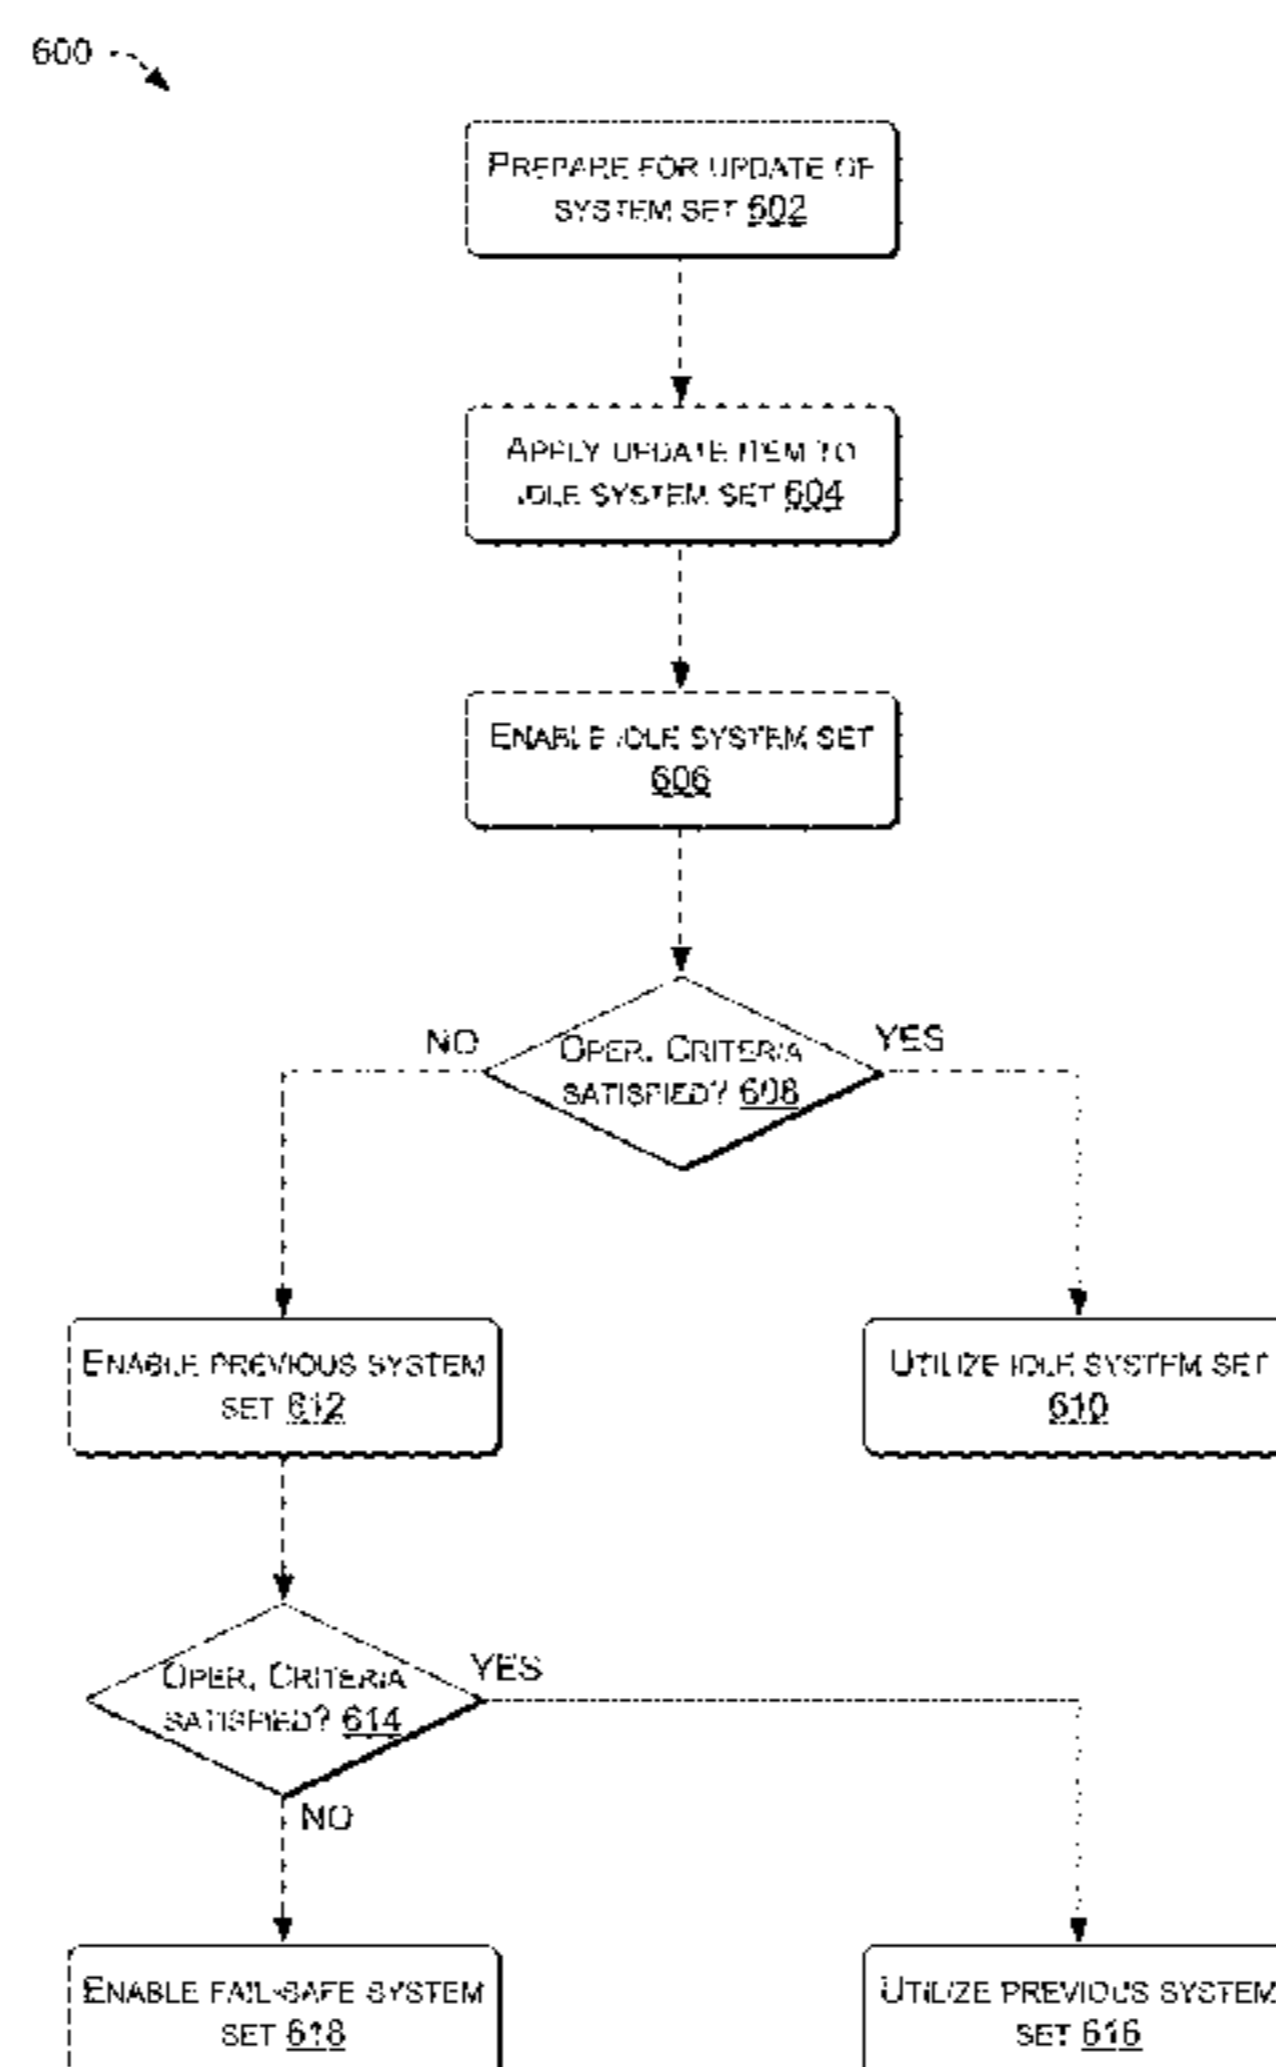 600
PREPARE FOR UPDATE OF
SYSTEM SET 602
APPLY UPDATE ITEM TO
IDLE SYSTEM SET 604
ENABLE IDLE SYSTEM SET
606
NO
YES
OPER. CRITERIA
SATISFIED? 608
ENABLE PREVIOUS SYSTEM
SET 612
UTILIZE IDLE SYSTEM SET
610
OPER. CRITERIA
SATISFIED? 614
YES
NO
ENABLE FAIL-SAFE SYSTEM
SET 618
UTILIZE PREVIOUS SYSTEM
SET 616